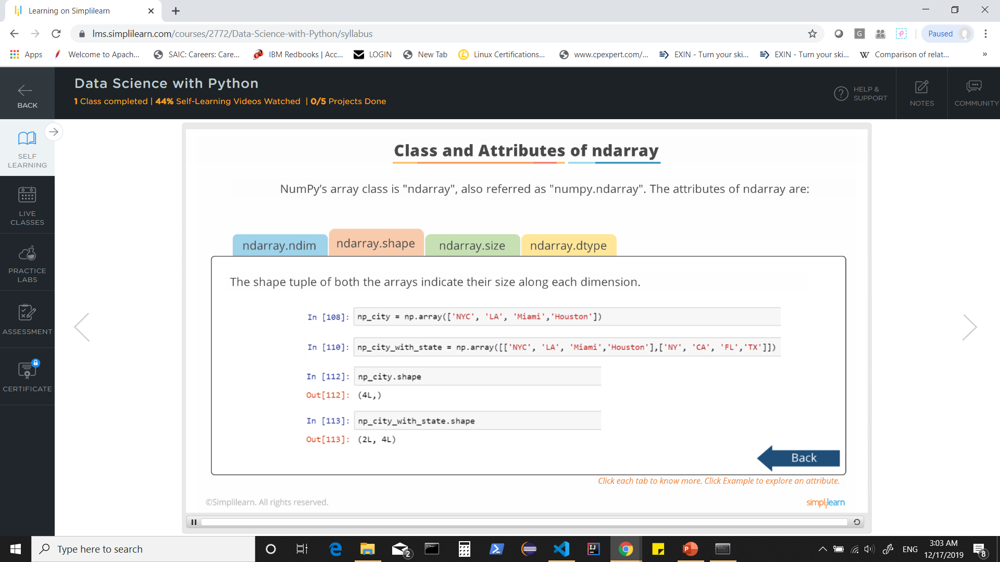 Learning on Simplilearn
lms.simplilearn.com/courses/2772/Data-Science-with-Python/syllabus
G
Paused
Apps
Welcome to Apach...
SAIC: Careers: Care...
IBM Redbooks | Acc...
LOGIN
New Tab
Linux Certifications...
www.cpexpert.com/...
EXIN - Turn your ski...
EXIN - Turn your ski...
W Comparison of relat...
»
BACK
Data Science with Python
1 Class completed | 44% Self-Learning Videos Watched | 0/5 Projects Done
HELP &
SUPPORT
NOTES
COMMUNITY
SELF
LEARNING
LIVE
CLASSES
PRACTICE
LABS
ASSESSMENT
CERTIFICATE
Class and Attributes of ndarray
NumPy’s array class is "ndarray", also referred as "numpy.ndarray". The attributes of ndarray are:
ndarray.ndim
ndarray.shape
ndarray.size
ndarray.dtype
The shape tuple of both the arrays indicate their size along each dimension.
In [108]: np_city = np.array(['NYC', 'LA', 'Miami','Houston'])
In [110]: np_city_with_state = np.array([['NYC', 'LA', 'Miami','Houston'],['NY', 'CA', 'FL','TX']])
In [112]: np_city.shape
Out[112]: (4L,)
In [113]: np_city_with_state.shape
Out[113]: (2L, 4L)
Back
Click each tab to know more. Click Example to explore an attribute.
©Simplilearn. All rights reserved.
simplilearn
Type here to search
2
IJ
P
ENG
3:03 AM
12/17/2019
8